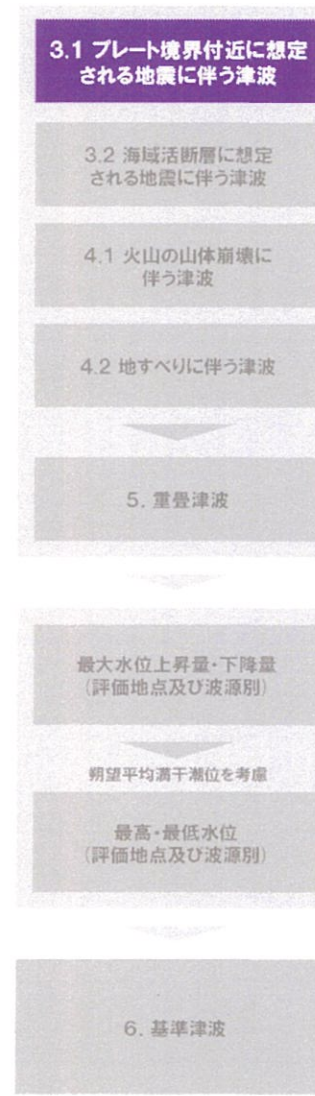 3.1 プレート境界付近に想定
される地震に伴う津波
3.2 海域活断層に想定
される地震に伴う津波
4.1 火山の山体崩壊に
伴う津波
4.2 地すべりに伴う津波
5. 重畳津波
最大水位上昇量・下降量
(評価地点及び波源別)
朔望平均満干潮位を考慮
最高・最低水位
(評価地点及び波源別)
6. 基準津波